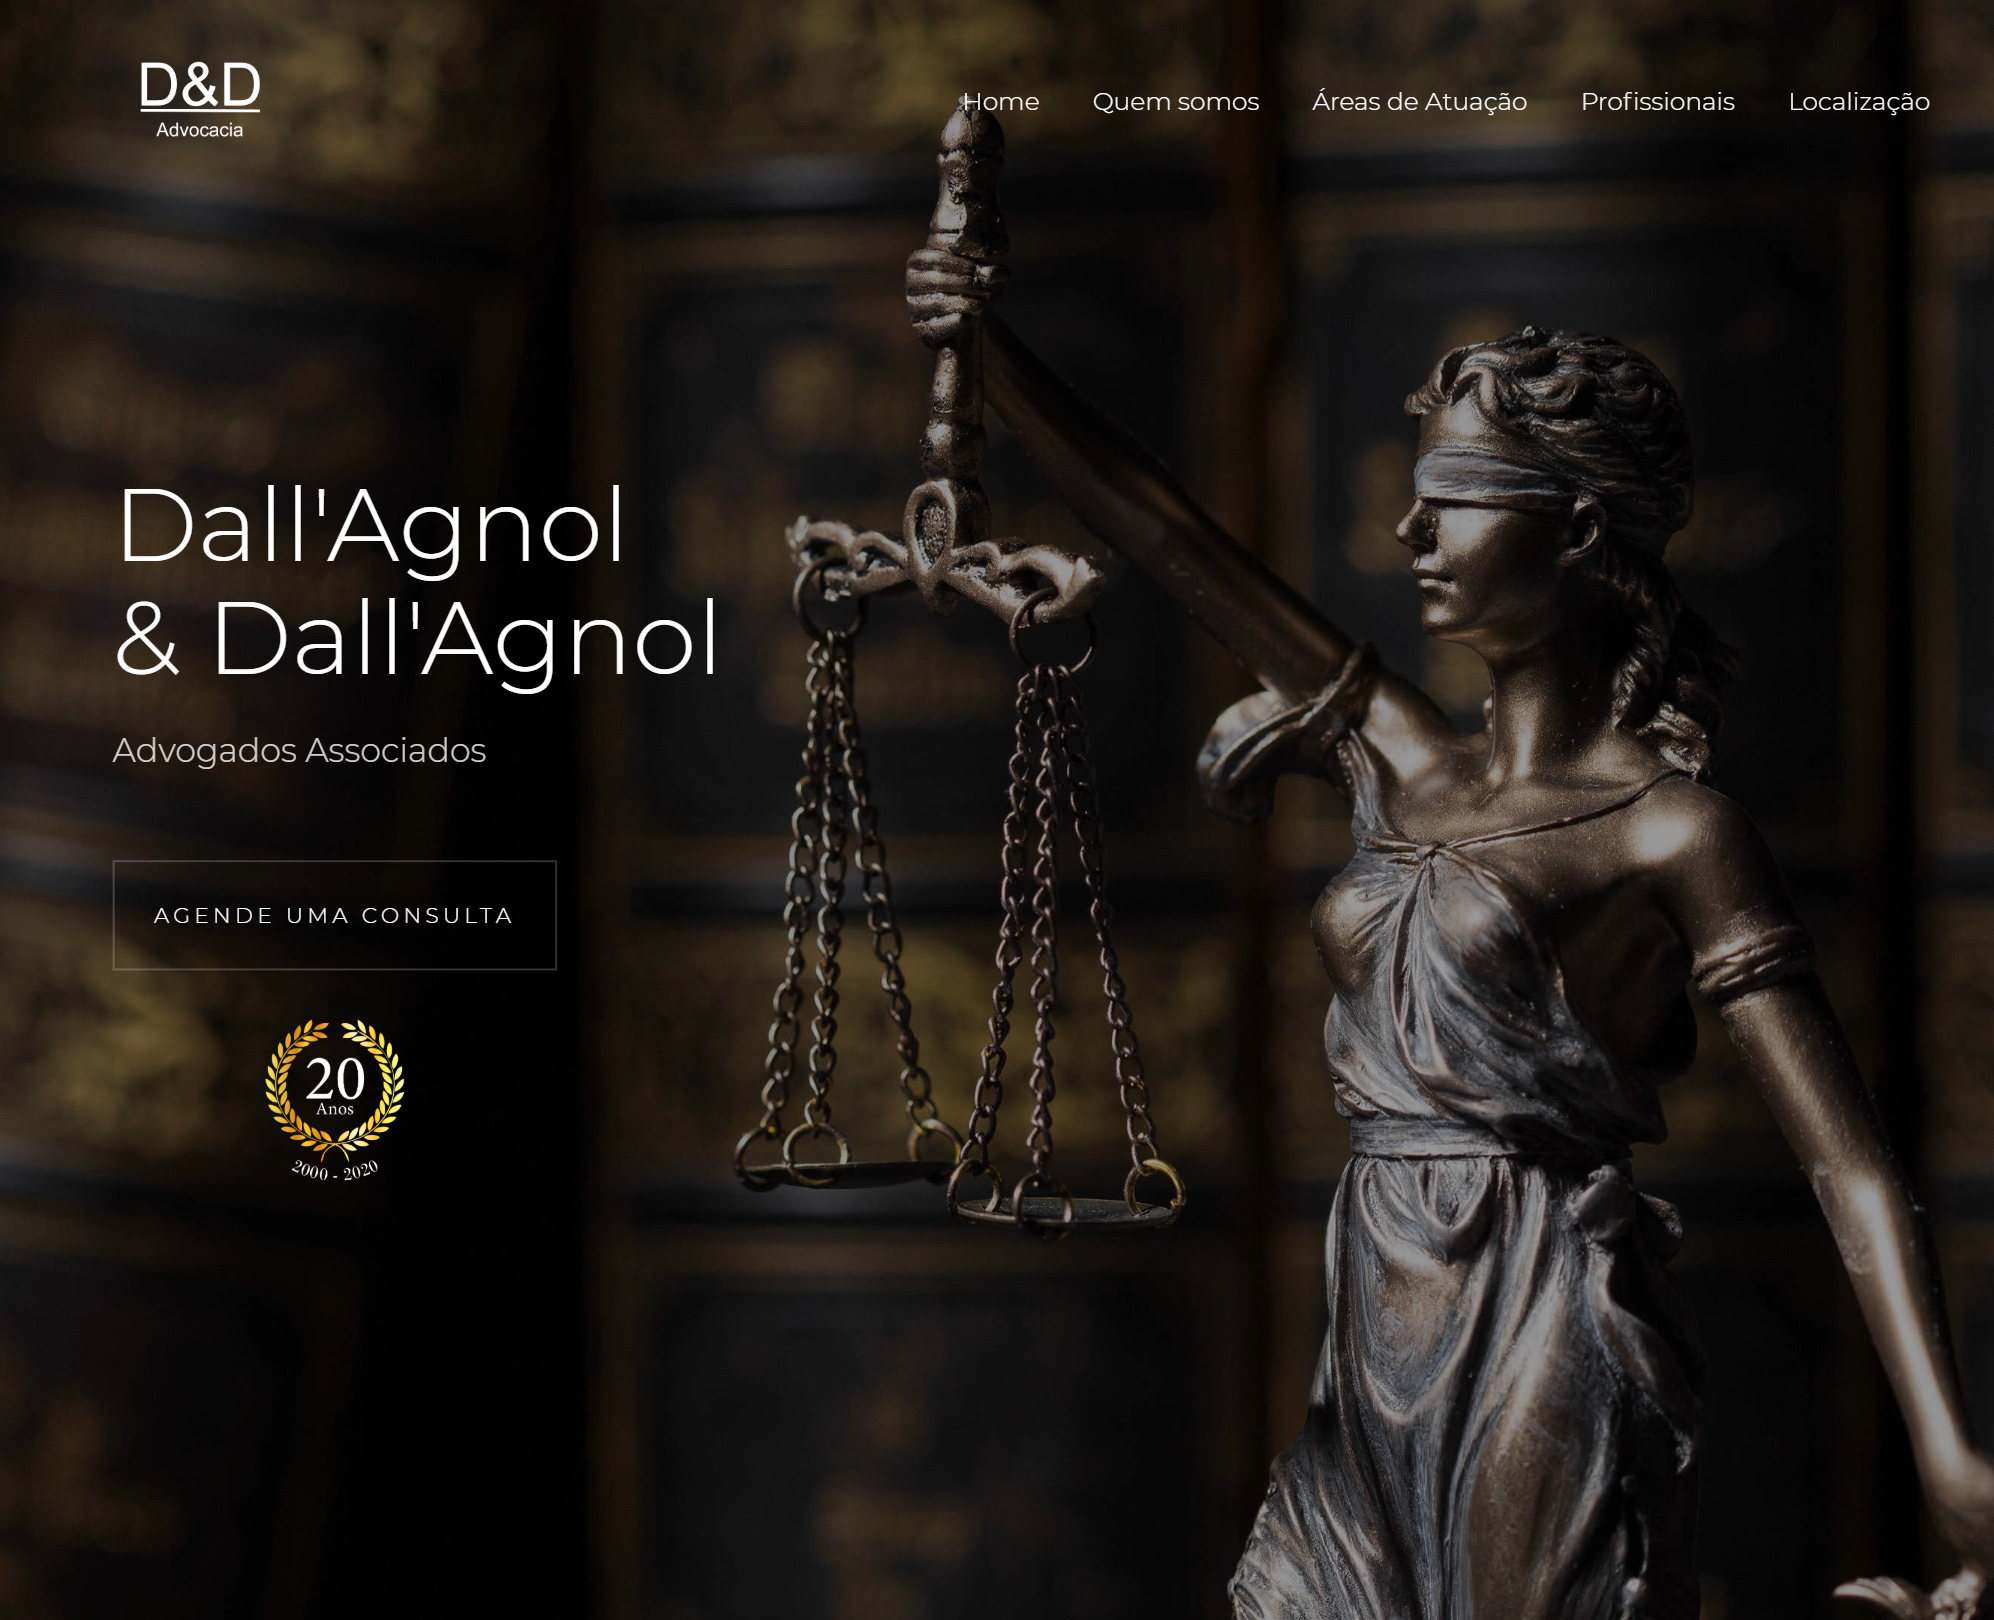 D&D
Advocacia
Home Quem somos Áreas de Atuação Profissionais Localização
Dall'Agnol
& Dall'Agnol
Advogados Associados
AGENDE UMA CONSULTA
20
Anos
2000 - 2020